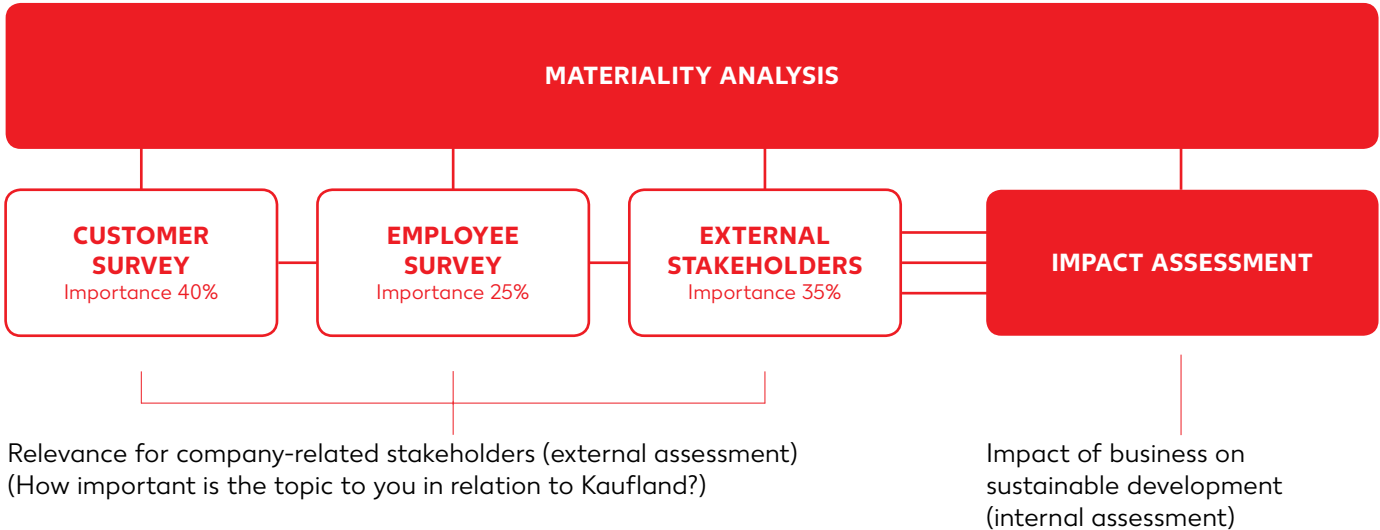 MATERIALITY ANALYSIS
CUSTOMER
SURVEY
Importance 40%
EMPLOYEE
SURVEY
Importance 25%
EXTERNAL
STAKEHOLDERS
Importance 35%
IMPACT ASSESSMENT
Relevance for company-related stakeholders (external assessment)
(How important is the topic to you in relation to Kaufland?)
Impact of business on
sustainable development
(internal assessment)